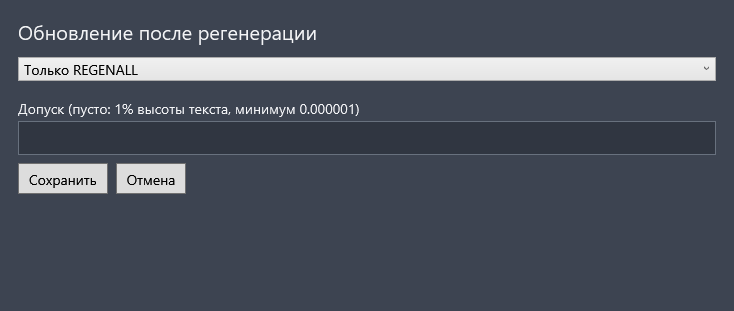 Обновление после регенерации
Только REGENALL
Допуск (пусто: 1% высоты текста, минимум 0.000001)
Сохранить
Отмена